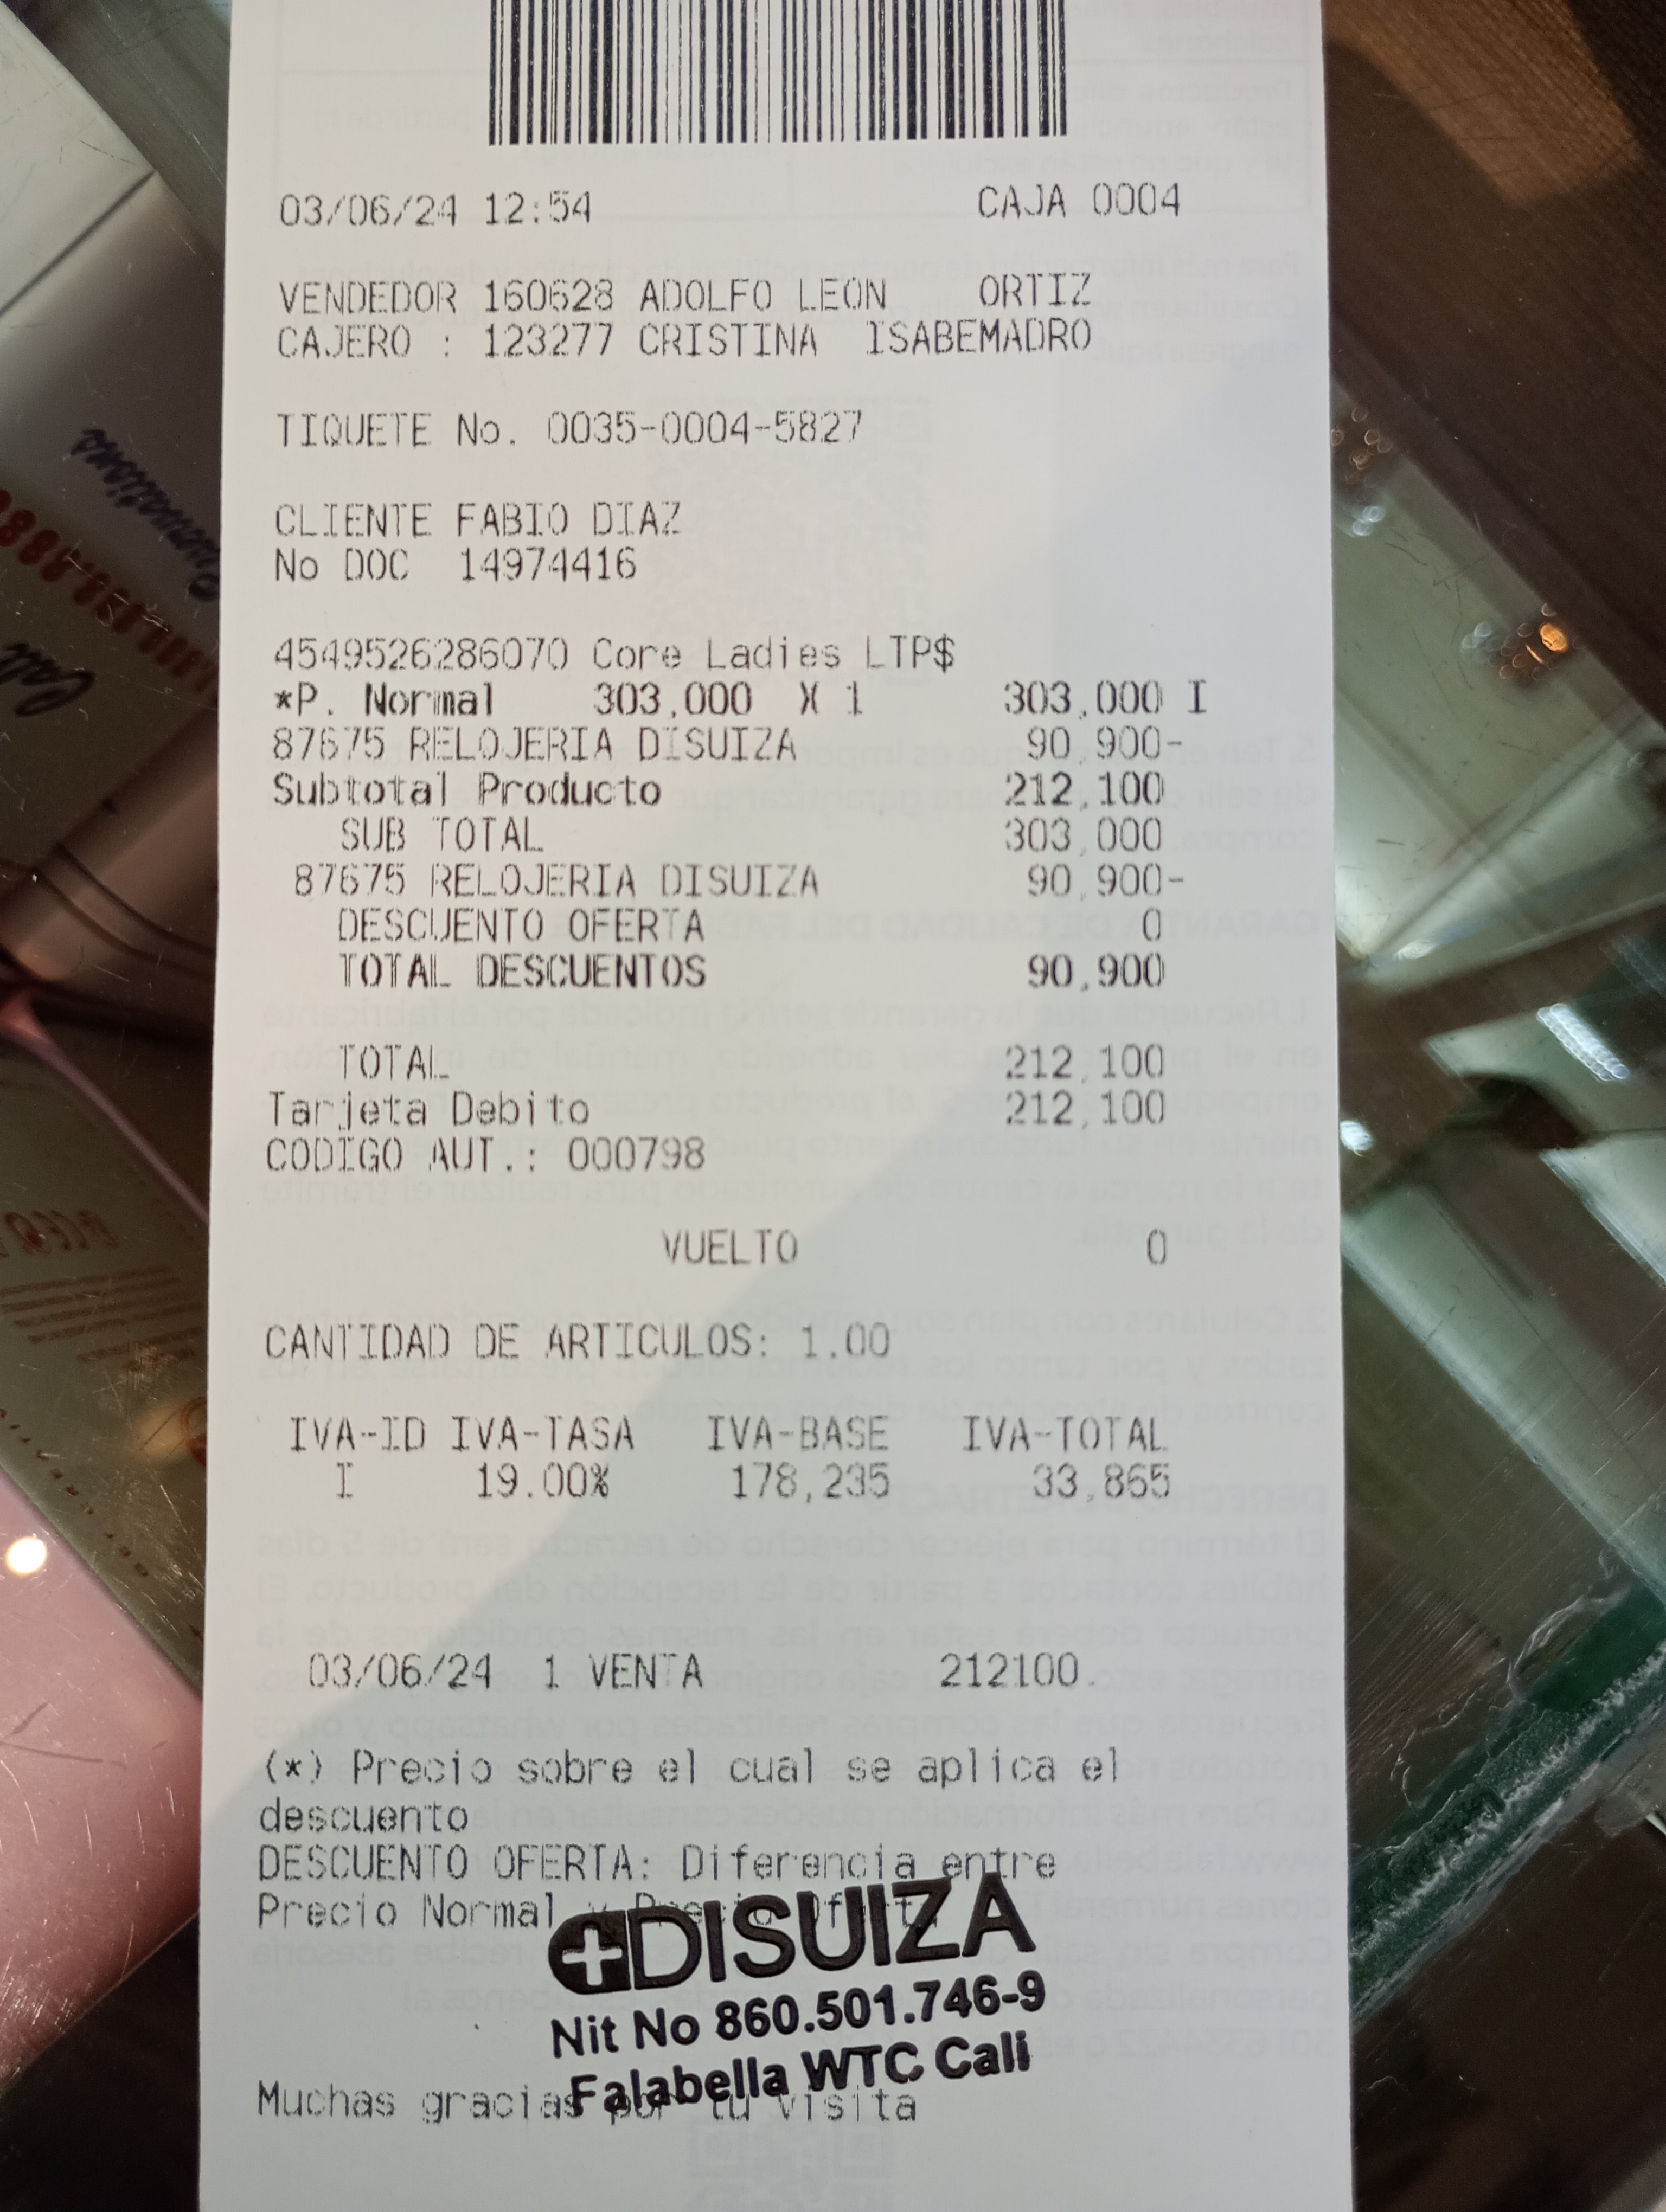 03/06/24 12:54 CAJA 0004
VENDEDOR 160628 ADOLFO LEON ORTIZ
CAJERO : 123277 CRISTINA ISABEMADRO
TIQUETE No. 0035-0004-5827
CLIENTE FABIO DIAZ
No DOC 14974416
4549526286070 Core Ladies LTP$
*P. Normal 303,000 X 1 303,000 I
87675 RELOJERIA DISUIZA 90,900-
Subtotal Producto 212,100
SUB TOTAL 303,000
87675 RELOJERIA DISUIZA 90,900-
DESCUENTO OFERTA 0
TOTAL DESCUENTOS 90,900
TOTAL 212,100
Tarjeta Debito 212,100
CODIGO AUT.: 000798
VUELTO 0
CANTIDAD DE ARTICULOS: 1.00
IVA-ID IVA-TASA IVA-BASE IVA-TOTAL
I 19.00% 178,235 33,865
03/06/24 1 VENTA 212100.
(*) Precio sobre el cual se aplica el
descuento
DESCUENTO OFERTA: Diferencia entre
Precio Normal y Precio Oferta
DISUIZA
Nit No 860.501.746-9
Falabella WTC Cali
Muchas gracias por tu visita